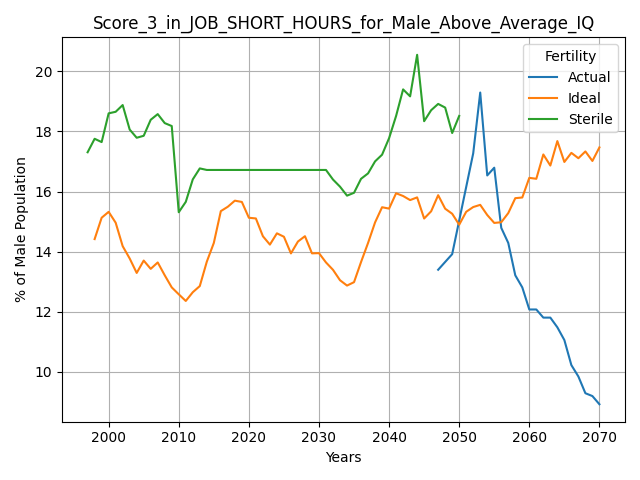 Score_3_in_JOB_SHORT_HOURS_for_Male_Above_Average_IQ
Fertility
Actual
Ideal
Sterile
% of Male Population
20
18
16
14
12
10
2000 2010 2020 2030 2040 2050 2060 2070
Years